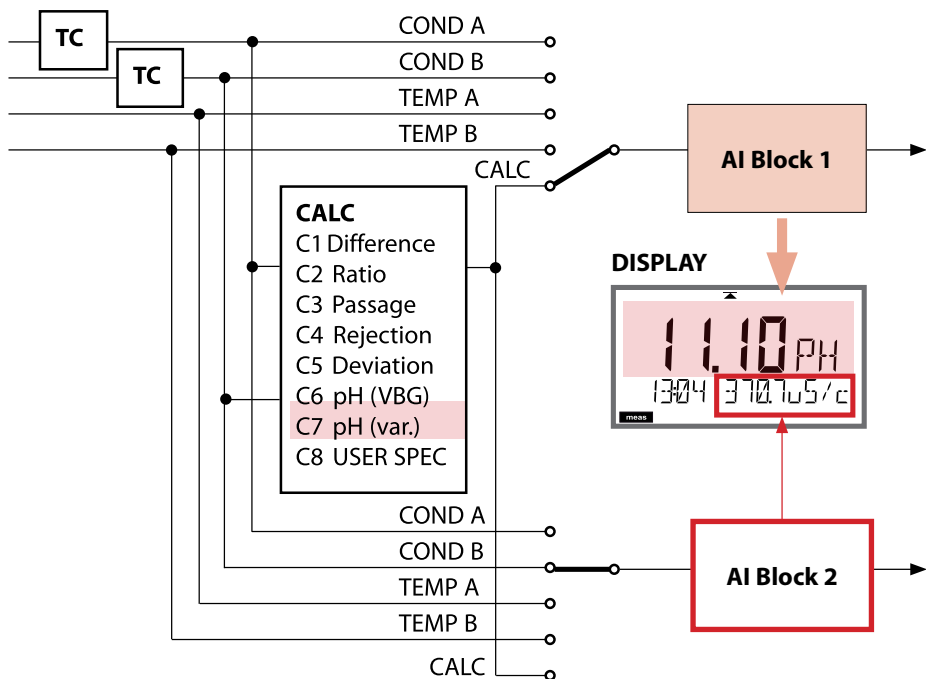 TC
COND A
TC
COND B
TEMP A
TEMP B
CALC
AI Block 1
CALC
C1 Difference
C2 Ratio
C3 Passage
C4 Rejection
C5 Deviation
C6 pH (VBG)
C7 pH (var.)
C8 USER SPEC
DISPLAY
11.10 PH
13:04 370.7uS/c
meas
COND A
COND B
TEMP A
TEMP B
CALC
AI Block 2